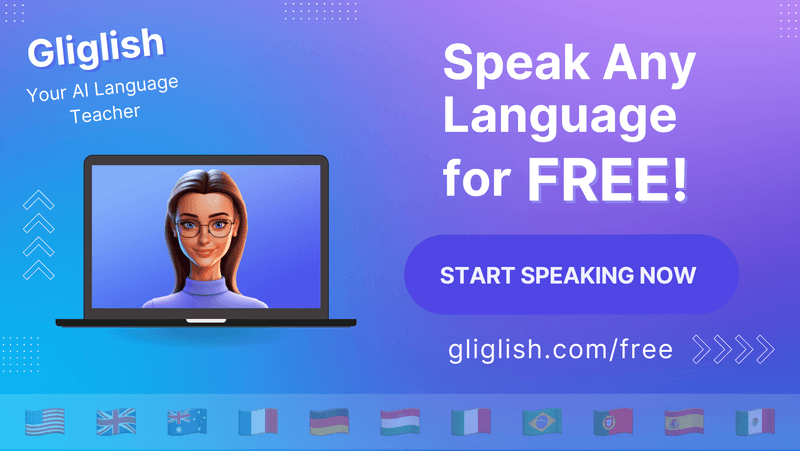 Gliglish
Your AI Language
Teacher
Speak Any
Language
for FREE!
START SPEAKING NOW
gliglish.com/free